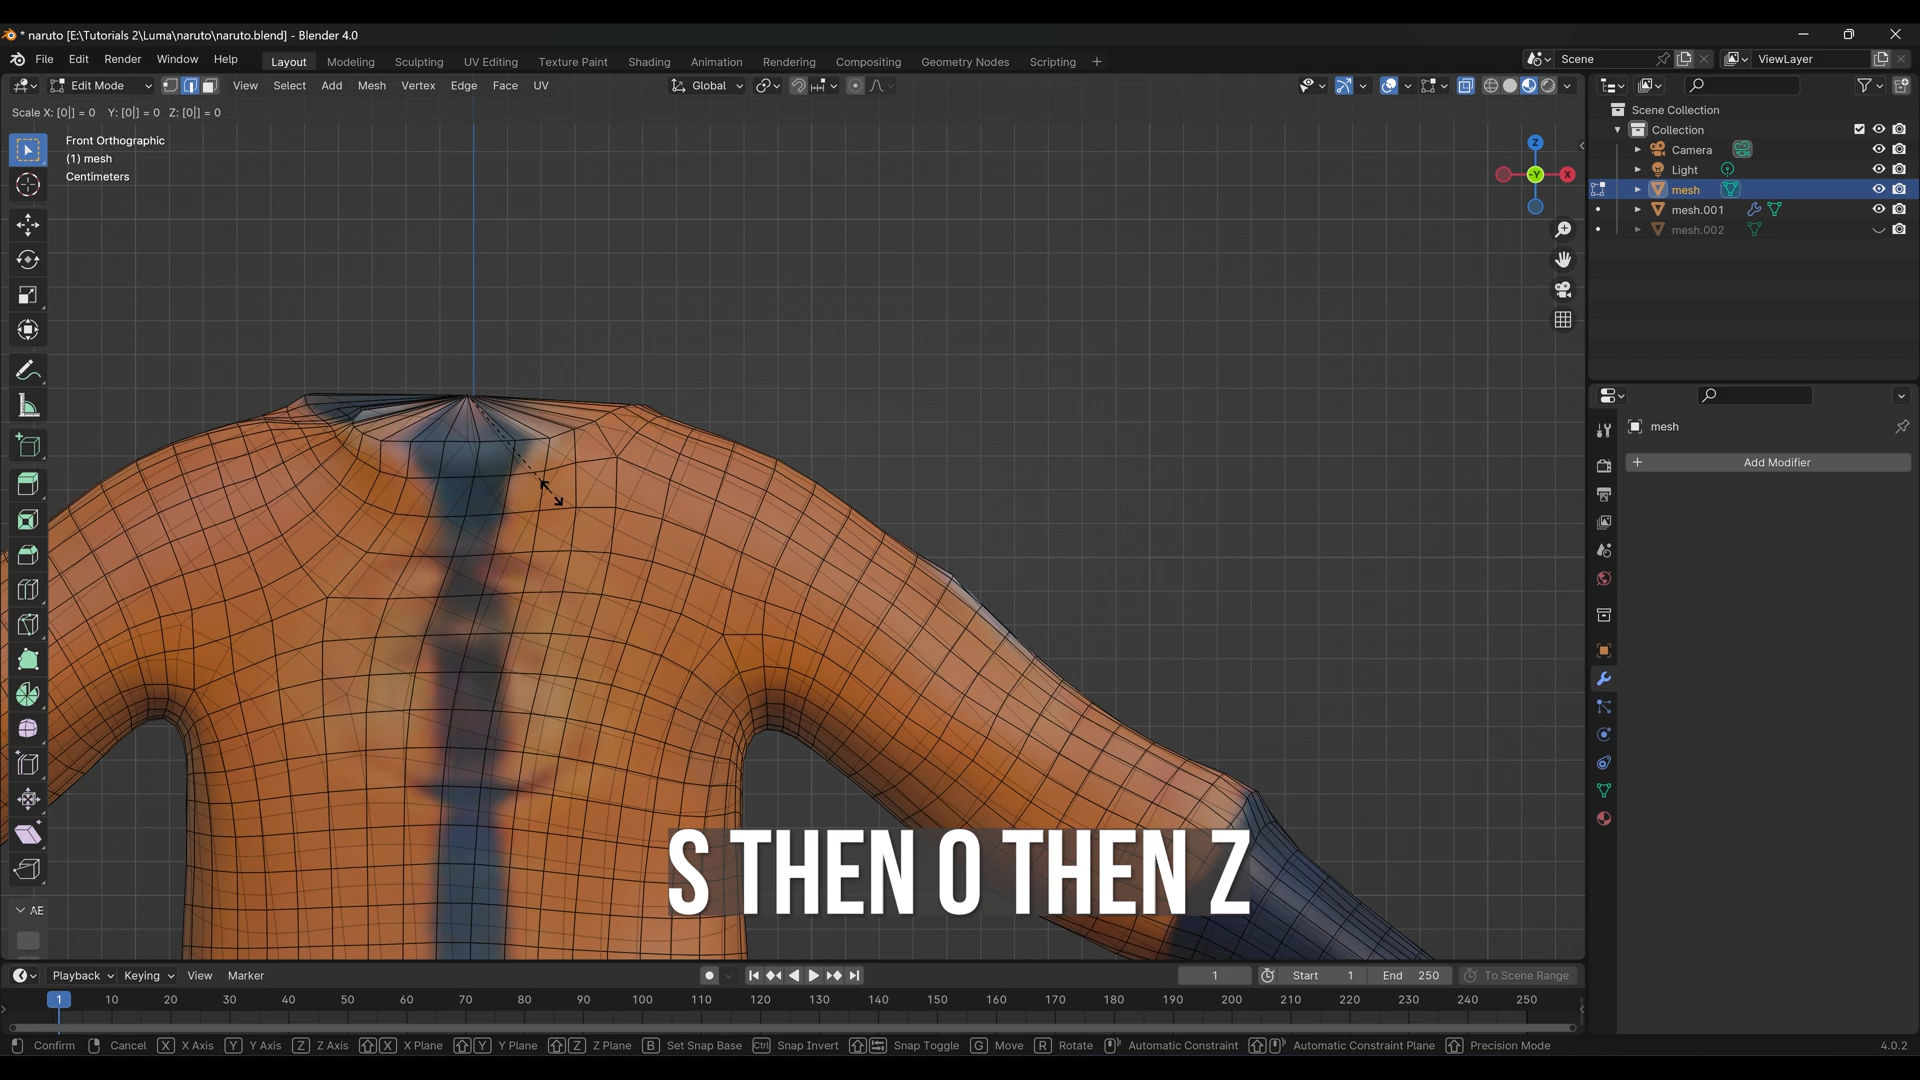 * naruto [E:\Tutorials 2\Luma\naruto\naruto.blend] - Blender 4.0
File Edit Render Window Help Layout Modeling Sculpting UV Editing Texture Paint Shading Animation Rendering Compositing Geometry Nodes Scripting + Scene ViewLayer
Edit Mode View Select Add Mesh Vertex Edge Face UV Global
Scale X: [0|] = 0 Y: [0|] = 0 Z: [0|] = 0
Front Orthographic
(1) mesh
Centimeters
Z
-Y
X
Scene Collection
Collection
Camera
Light
mesh
mesh.001
mesh.002
mesh
+ Add Modifier
S THEN 0 THEN Z
AE
Playback Keying View Marker 1 Start 1 End 250 To Scene Range
1 10 20 30 40 50 60 70 80 90 100 110 120 130 140 150 160 170 180 190 200 210 220 230 240 250
Confirm Cancel X X Axis Y Y Axis Z Z Axis X X Plane Y Y Plane Z Z Plane B Set Snap Base Ctrl Snap Invert Snap Toggle G Move R Rotate Automatic Constraint Automatic Constraint Plane Precision Mode 4.0.2